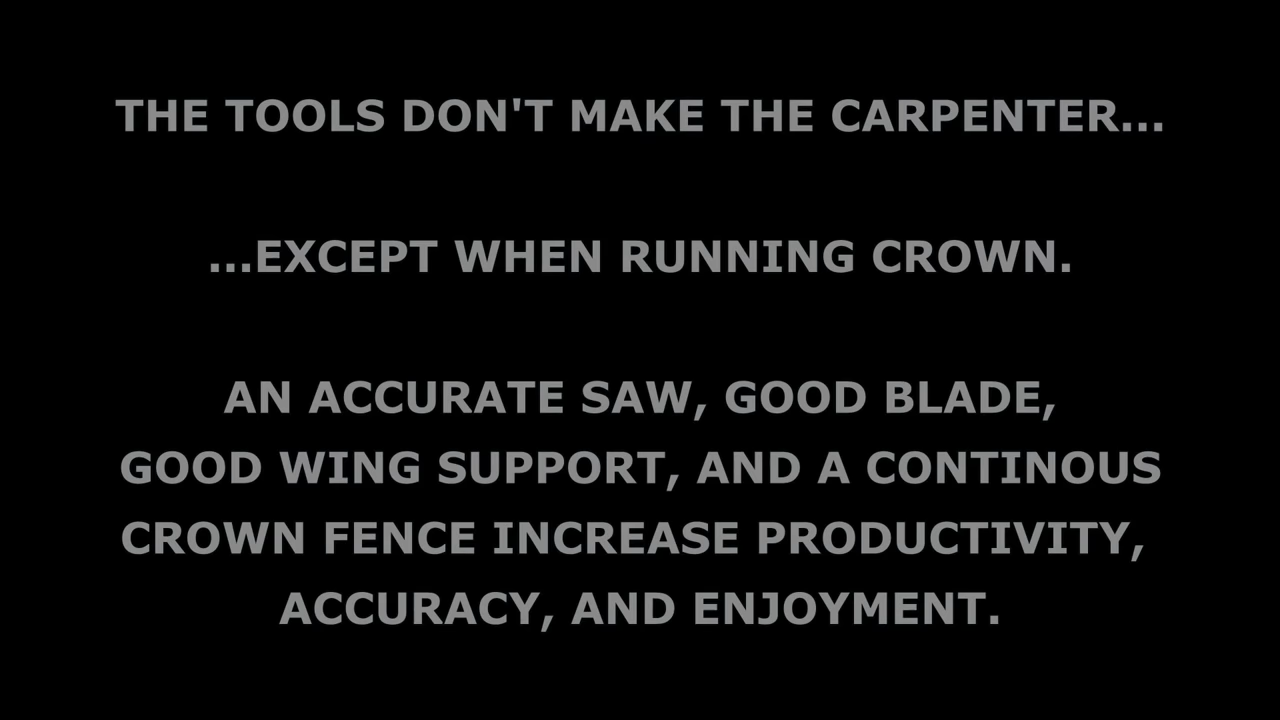 THE TOOLS DON'T MAKE THE CARPENTER...
...EXCEPT WHEN RUNNING CROWN.
AN ACCURATE SAW, GOOD BLADE,
GOOD WING SUPPORT, AND A CONTINOUS
CROWN FENCE INCREASE PRODUCTIVITY,
ACCURACY, AND ENJOYMENT.